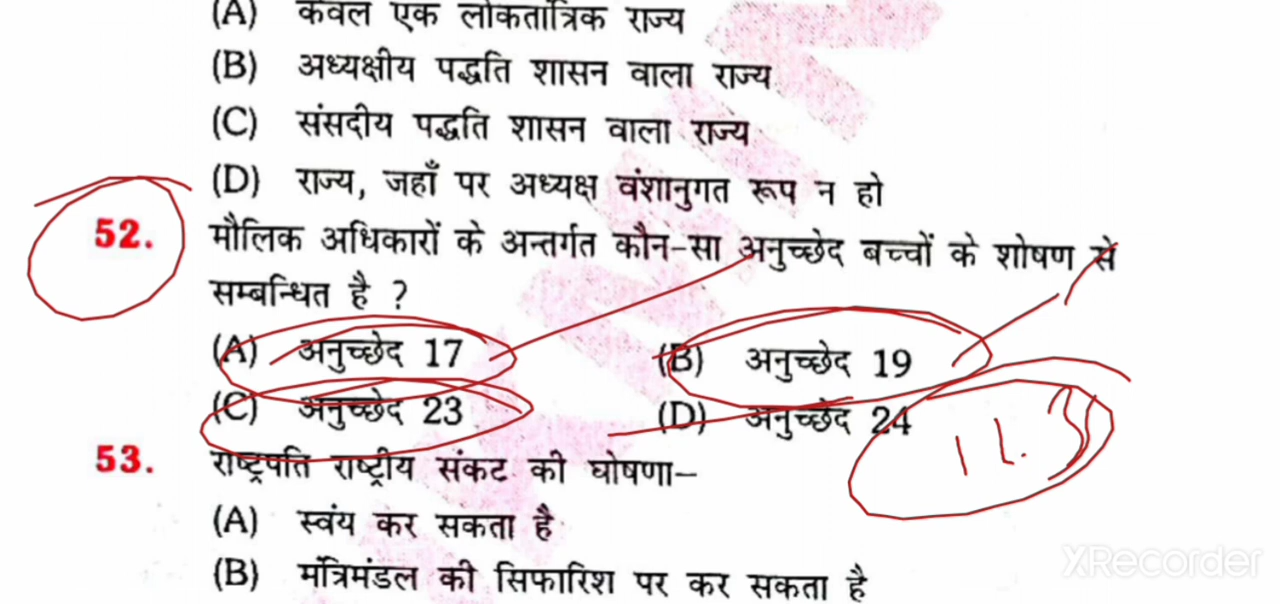 (A) केवल एक लोकतांत्रिक राज्य
(B) अध्यक्षीय पद्धति शासन वाला राज्य
(C) संसदीय पद्धति शासन वाला राज्य
(D) राज्य, जहाँ पर अध्यक्ष वंशानुगत रूप न हो
52. मौलिक अधिकारों के अन्तर्गत कौन-सा अनुच्छेद बच्चों के शोषण से
सम्बन्धित है ?
(A) अनुच्छेद 17 (B) अनुच्छेद 19
(C) अनुच्छेद 23 (D) अनुच्छेद 24
53. राष्ट्रपति राष्ट्रीय संकट की घोषणा–
(A) स्वंय कर सकता है
(B) मंत्रिमंडल की सिफारिश पर कर सकता है
XRecorder